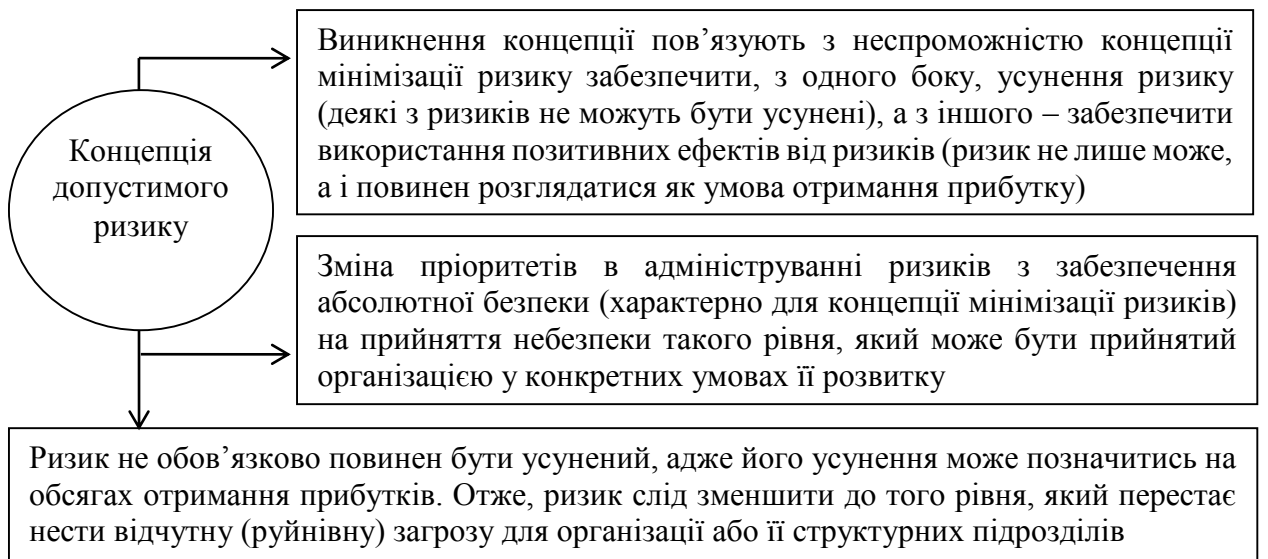 Концепція
допустимого
ризику
Виникнення концепції пов’язують з неспроможністю концепції
мінімізації ризику забезпечити, з одного боку, усунення ризику
(деякі з ризиків не можуть бути усунені), а з іншого – забезпечити
використання позитивних ефектів від ризиків (ризик не лише може,
а і повинен розглядатися як умова отримання прибутку)
Зміна пріоритетів в адмініструванні ризиків з забезпечення
абсолютної безпеки (характерно для концепції мінімізації ризиків)
на прийняття небезпеки такого рівня, який може бути прийнятий
організацією у конкретних умовах її розвитку
Ризик не обов’язково повинен бути усунений, адже його усунення може позначитись на
обсягах отримання прибутків. Отже, ризик слід зменшити до того рівня, який перестає
нести відчутну (руйнівну) загрозу для організації або її структурних підрозділів